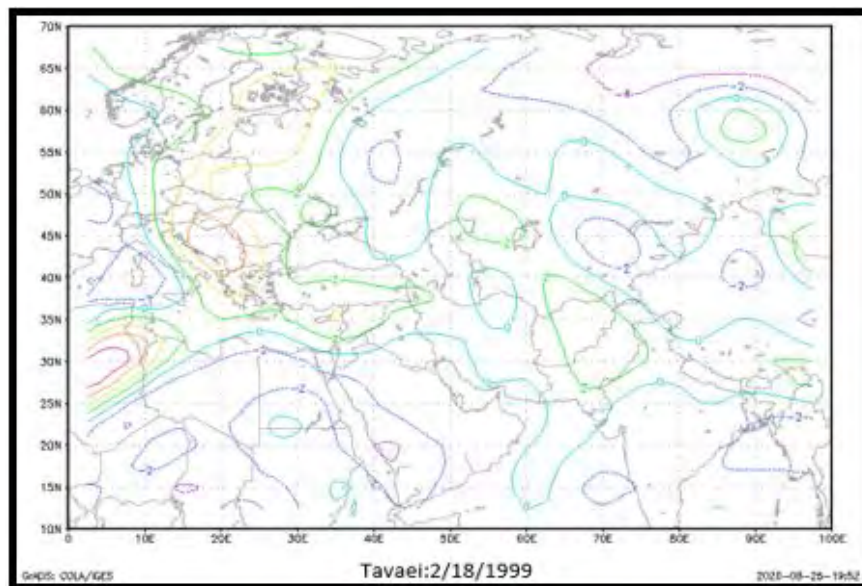 70N
65N
60N
55N
50N
45N
40N
35N
30N
25N
20N
15N
10N
0 10E 20E 30E 40E 50E 60E 70E 80E 90E 100E
GrADS: COLA/IGES Tavaei:2/18/1999 2020-08-26-19:52